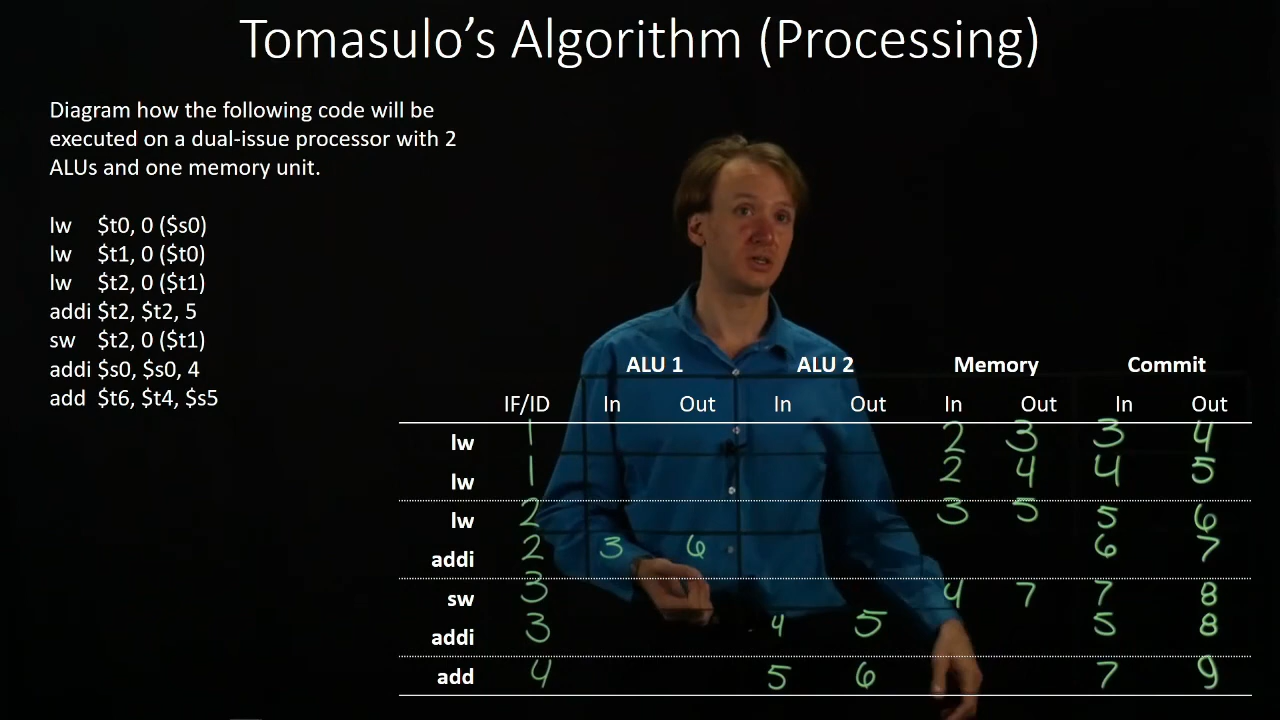 Tomasulo’s Algorithm (Processing)
Diagram how the following code will be
executed on a dual-issue processor with 2
ALUs and one memory unit.
lw $t0, 0 ($s0)
lw $t1, 0 ($t0)
lw $t2, 0 ($t1)
addi $t2, $t2, 5
sw $t2, 0 ($t1)
addi $s0, $s0, 4
add $t6, $t4, $s5
ALU 1 ALU 2 Memory Commit
IF/ID In Out In Out In Out In Out
lw 1 2 3 3 4
lw 1 2 4 4 5
lw 2 3 5 5 6
addi 2 3 6 6 7
sw 3 4 7 7 8
addi 3 4 5 5 8
add 4 5 6 7 9